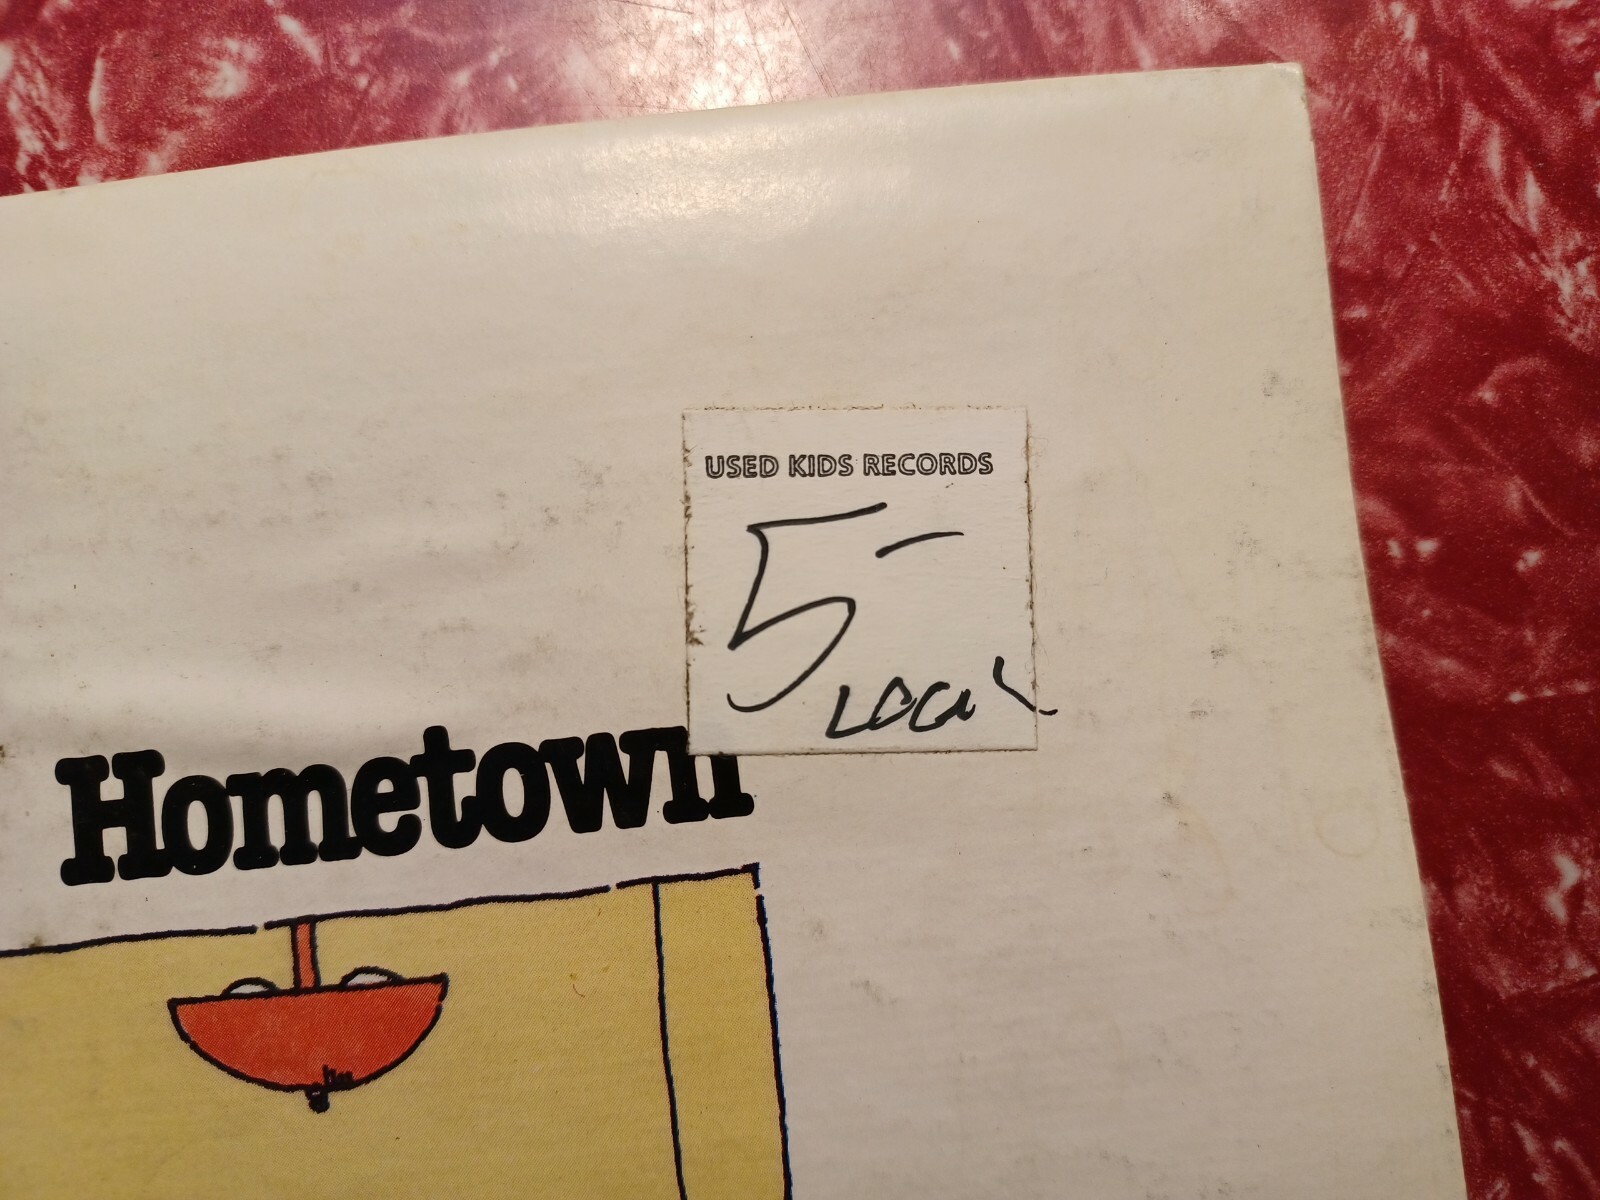 USED KIDS RECORDS
5-
LOCAL
Hometown